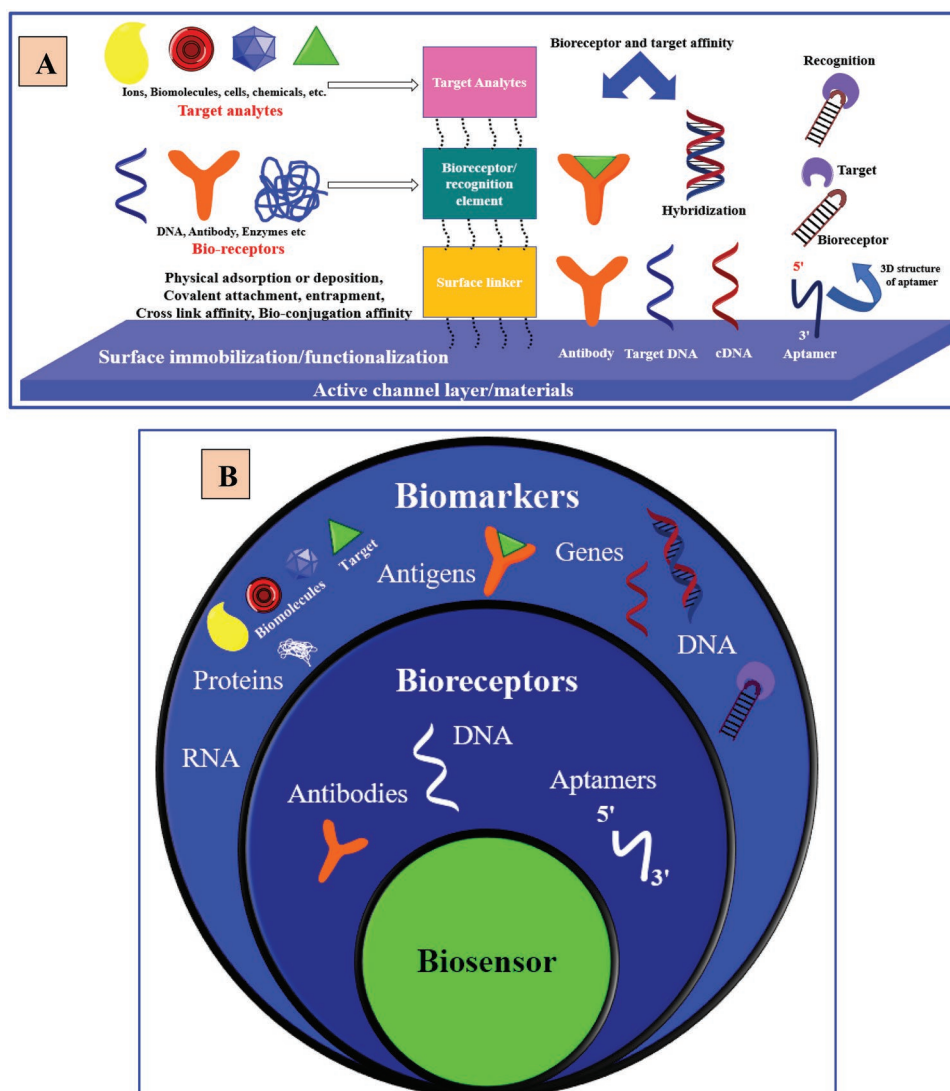 A
Ions, Biomolecules, cells, chemicals, etc.
Target analytes
DNA, Antibody, Enzymes etc
Bio-receptors
Physical adsorption or deposition,
Covalent attachment, entrapment,
Cross link affinity, Bio-conjugation affinity
Target Analytes
Bioreceptor/
recognition
element
Surface linker
Bioreceptor and target affinity
Hybridization
Recognition
Target
Bioreceptor
5'
3D structure
of aptamer
3'
Antibody
Target DNA
cDNA
Aptamer
Surface immobilization/functionalization
Active channel layer/materials
B
Biomarkers
Target
Biomolecules
Antigens
Genes
Proteins
DNA
RNA
Bioreceptors
DNA
Antibodies
Aptamers
5'
3'
Biosensor